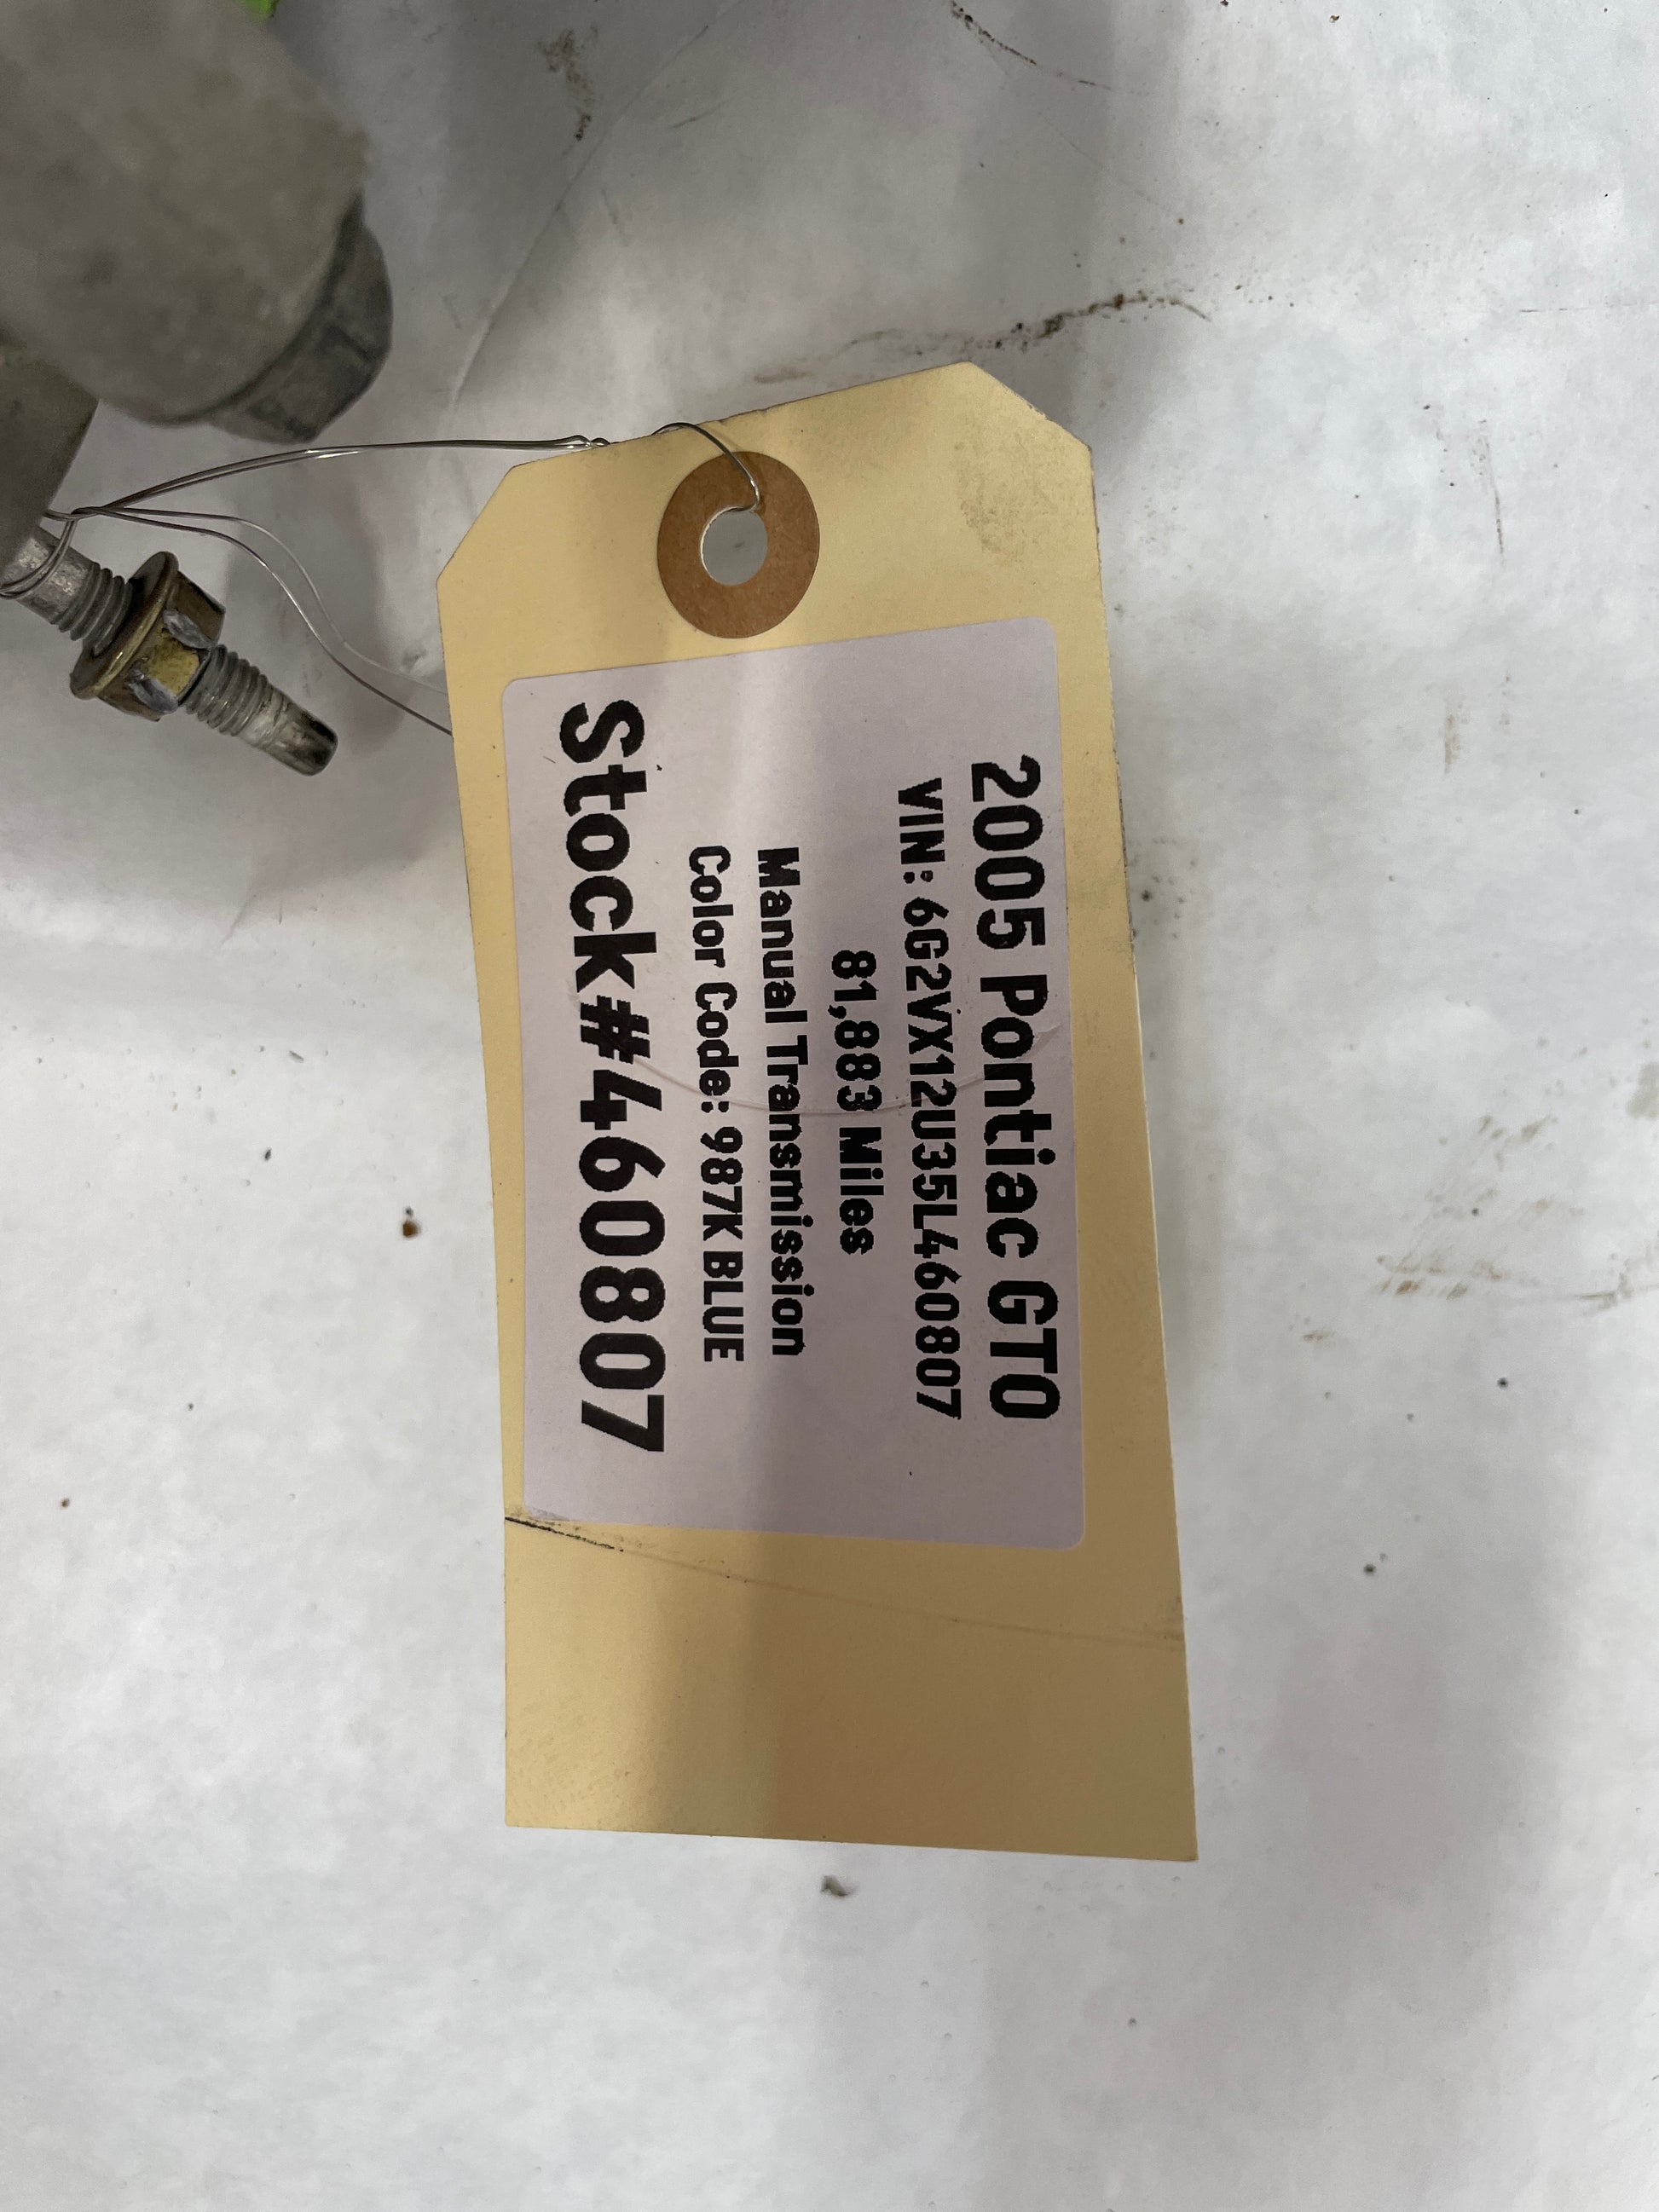 2005 Pontiac GTO
VIN: 6G2VX12U35L460807
81,883 Miles
Manual Transmission
Color Code: 987K BLUE
Stock#460807